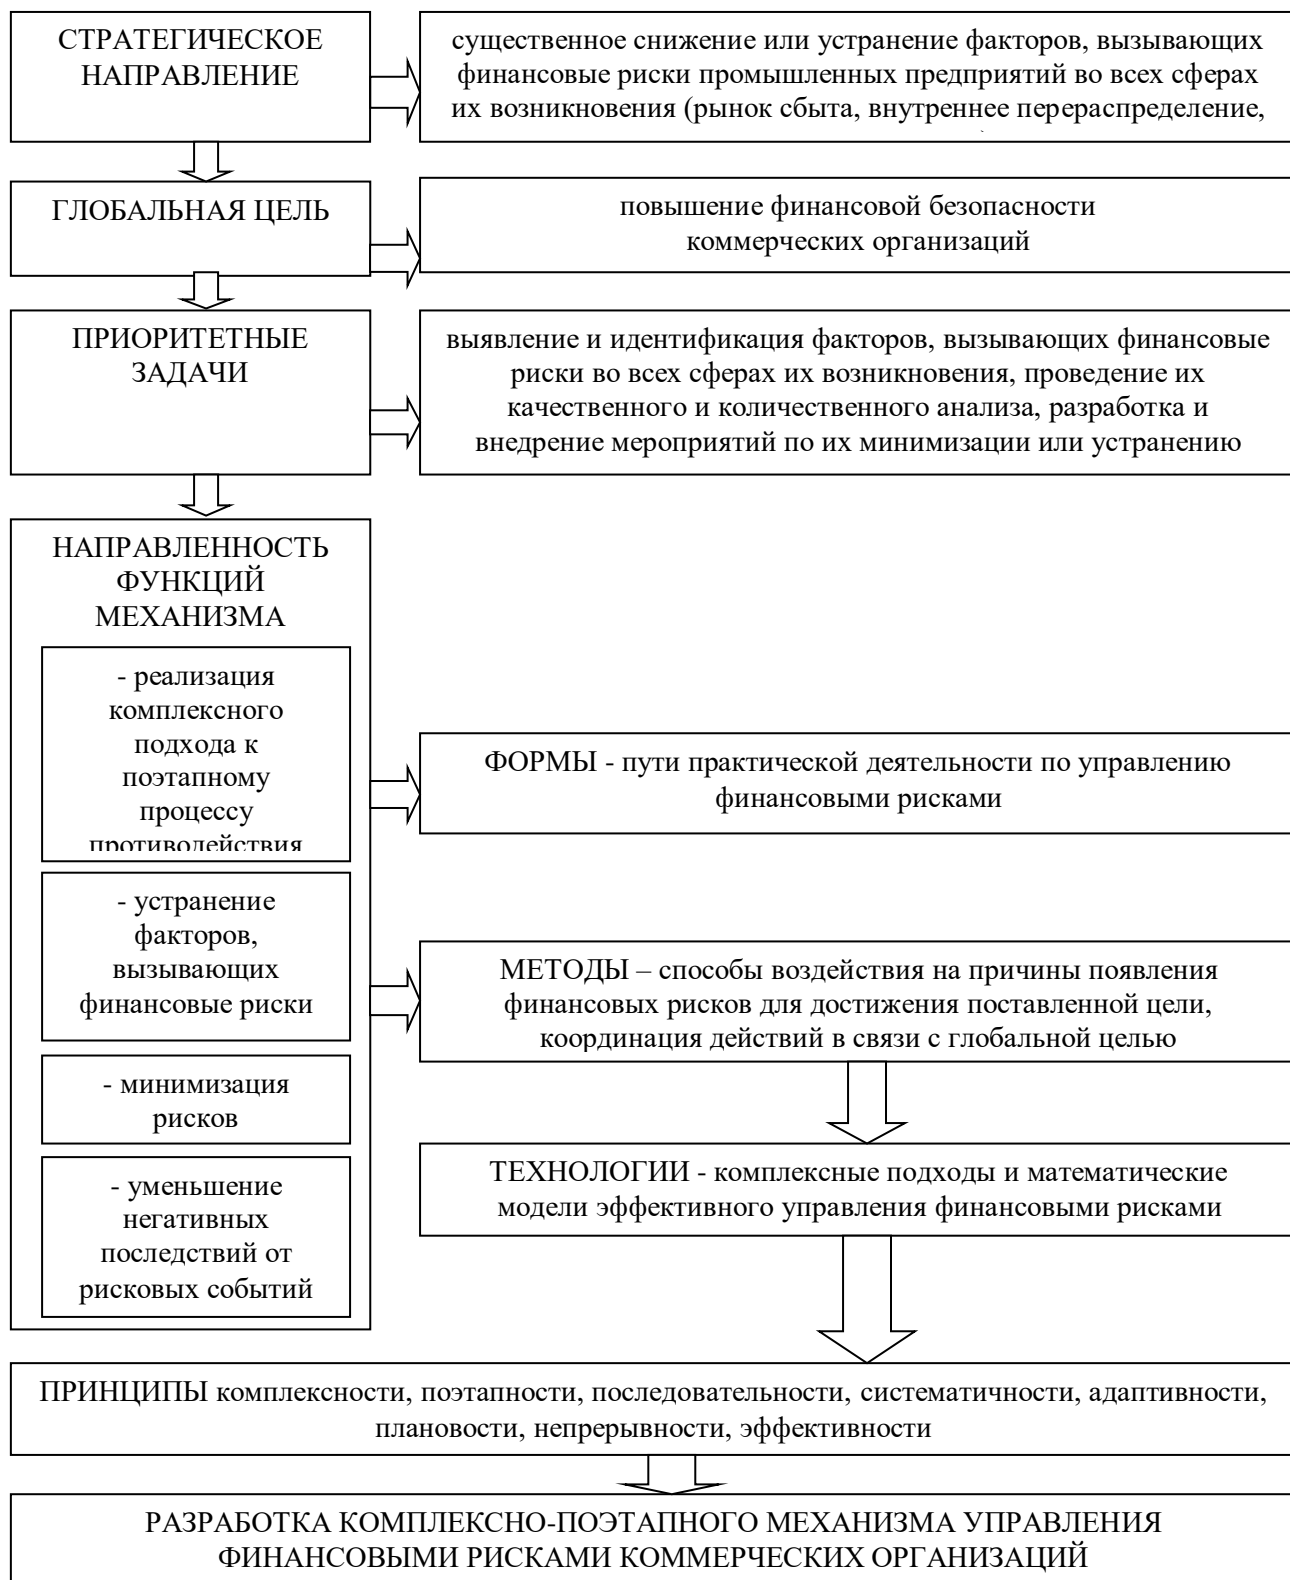 СТРАТЕГИЧЕСКОЕ
НАПРАВЛЕНИЕ
существенное снижение или устранение факторов, вызывающих
финансовые риски промышленных предприятий во всех сферах
их возникновения (рынок сбыта, внутреннее перераспределение,
ГЛОБАЛЬНАЯ ЦЕЛЬ
повышение финансовой безопасности
коммерческих организаций
ПРИОРИТЕТНЫЕ
ЗАДАЧИ
выявление и идентификация факторов, вызывающих финансовые
риски во всех сферах их возникновения, проведение их
качественного и количественного анализа, разработка и
внедрение мероприятий по их минимизации или устранению
НАПРАВЛЕННОСТЬ
ФУНКЦИЙ
МЕХАНИЗМА
- реализация
комплексного
подхода к
поэтапному
процессу
противодействия
- устранение
факторов,
вызывающих
финансовые риски
- минимизация
рисков
- уменьшение
негативных
последствий от
рисковых событий
ФОРМЫ - пути практической деятельности по управлению
финансовыми рисками
МЕТОДЫ – способы воздействия на причины появления
финансовых рисков для достижения поставленной цели,
координация действий в связи с глобальной целью
ТЕХНОЛОГИИ - комплексные подходы и математические
модели эффективного управления финансовыми рисками
ПРИНЦИПЫ комплексности, поэтапности, последовательности, систематичности, адаптивности,
плановости, непрерывности, эффективности
РАЗРАБОТКА КОМПЛЕКСНО-ПОЭТАПНОГО МЕХАНИЗМА УПРАВЛЕНИЯ
ФИНАНСОВЫМИ РИСКАМИ КОММЕРЧЕСКИХ ОРГАНИЗАЦИЙ